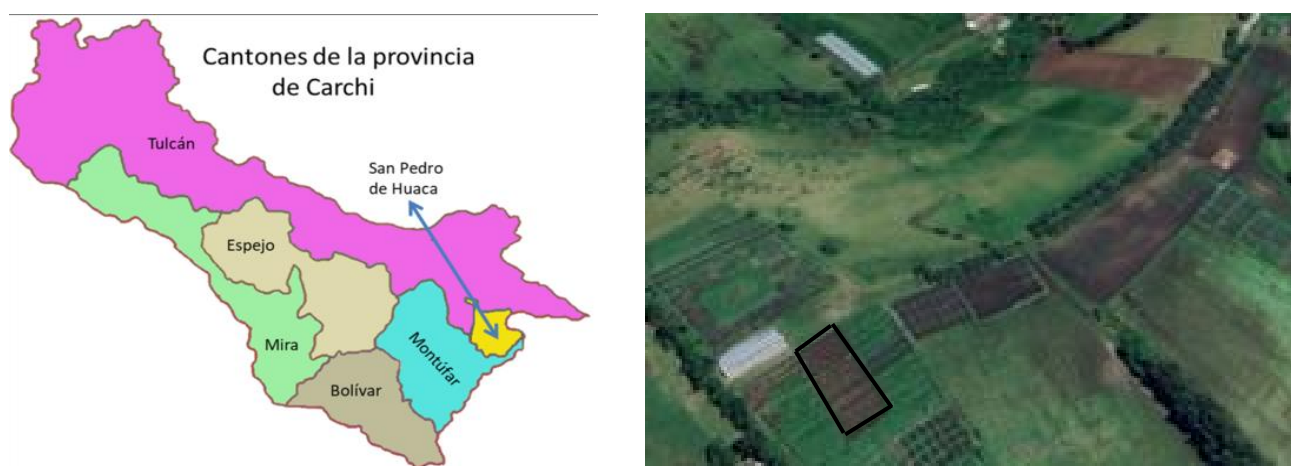 Cantones de la provincia
de Carchi
Tulcán
San Pedro
de Huaca
Espejo
Mira
Montúfar
Bolívar